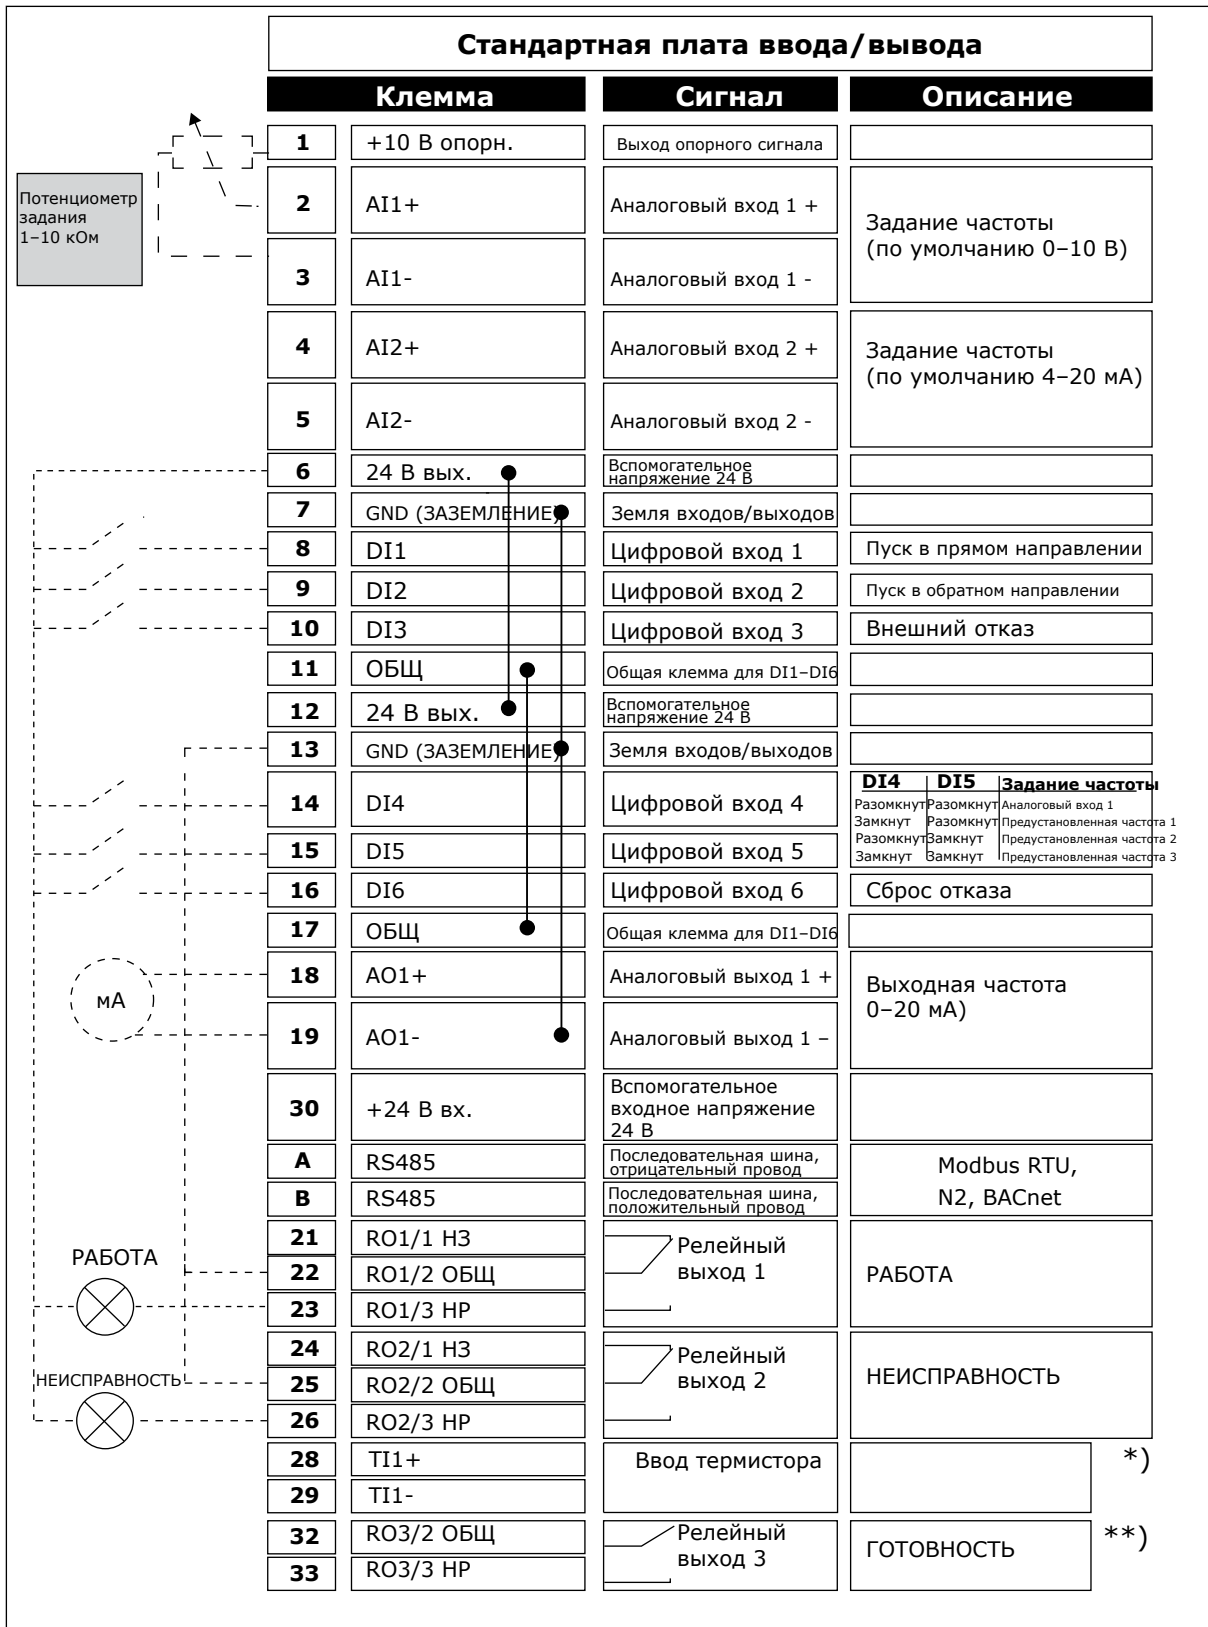 Стандартная плата ввода/вывода
Клемма Сигнал Описание
1 +10 В опорн. Выход опорного сигнала
Потенциометр
задания
1–10 кОм
2 AI1+ Аналоговый вход 1 +
Задание частоты
(по умолчанию 0–10 В)
3 AI1- Аналоговый вход 1 -
4 AI2+ Аналоговый вход 2 +
Задание частоты
(по умолчанию 4–20 мА)
5 AI2- Аналоговый вход 2 -
6 24 В вых. Вспомогательное
напряжение 24 В
7 GND (ЗАЗЕМЛЕНИЕ) Земля входов/выходов
8 DI1 Цифровой вход 1 Пуск в прямом направлении
9 DI2 Цифровой вход 2 Пуск в обратном направлении
10 DI3 Цифровой вход 3 Внешний отказ
11 ОБЩ Общая клемма для DI1–DI6
12 24 В вых. Вспомогательное
напряжение 24 В
13 GND (ЗАЗЕМЛЕНИЕ) Земля входов/выходов
14 DI4 Цифровой вход 4
DI4 DI5 Задание частоты
Разомкнут Разомкнут Аналоговый вход 1
Замкнут Разомкнут Предустановленная частота 1
Разомкнут Замкнут Предустановленная частота 2
Замкнут Замкнут Предустановленная частота 3
15 DI5 Цифровой вход 5
16 DI6 Цифровой вход 6 Сброс отказа
17 ОБЩ Общая клемма для DI1–DI6
18 AO1+ Аналоговый выход 1 +
мА
Выходная частота
0–20 мА)
19 AO1- Аналоговый выход 1 –
30 +24 В вх. Вспомогательное
входное напряжение
24 В
A RS485 Последовательная шина,
отрицательный провод
Modbus RTU,
N2, BACnet
B RS485 Последовательная шина,
положительный провод
21 RO1/1 НЗ
Релейный
выход 1
РАБОТА
22 RO1/2 ОБЩ РАБОТА
23 RO1/3 НР
24 RO2/1 НЗ
Релейный
выход 2
НЕИСПРАВНОСТЬ
25 RO2/2 ОБЩ НЕИСПРАВНОСТЬ
26 RO2/3 НР
28 TI1+ Ввод термистора *)
29 TI1-
32 RO3/2 ОБЩ Релейный
выход 3
ГОТОВНОСТЬ **)
33 RO3/3 НР